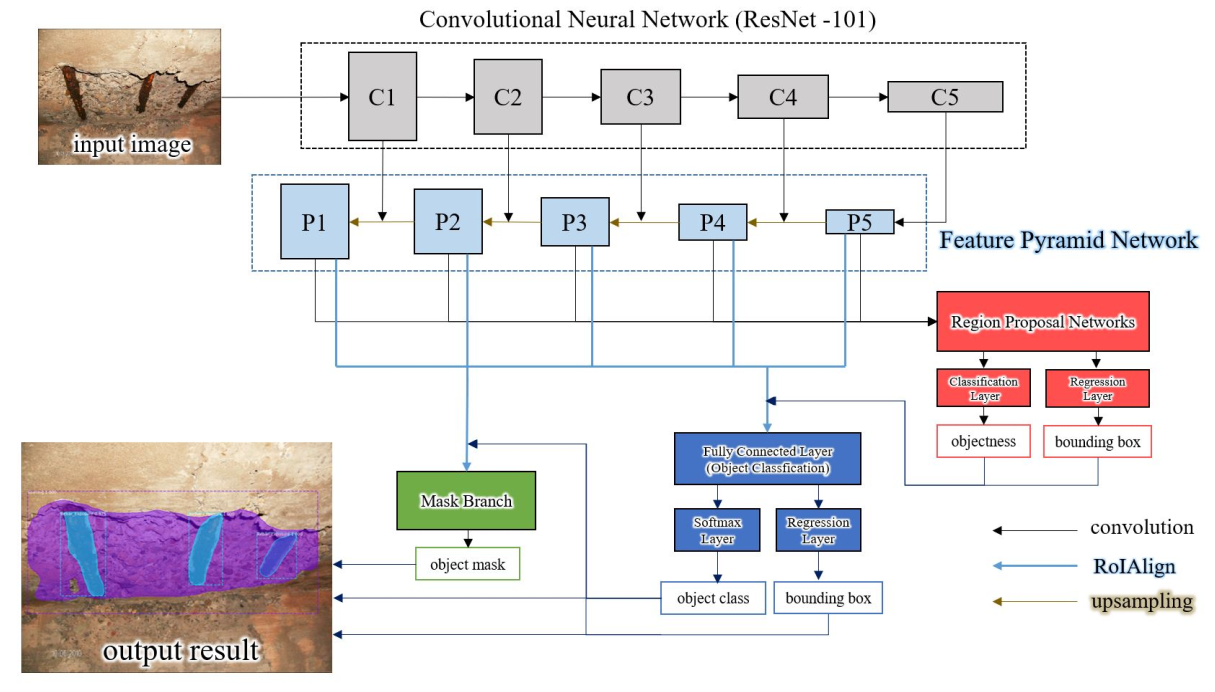 Convolutional Neural Network (ResNet -101)
input image
C1
C2
C3
C4
C5
P1
P2
P3
P4
P5
Feature Pyramid Network
Region Proposal Networks
Classification
Layer
Regression
Layer
objectness
bounding box
Fully Connected Layer
(Object Classfication)
Mask Branch
Softmax
Layer
Regression
Layer
object mask
object class
bounding box
convolution
RoIAlign
upsampling
output result